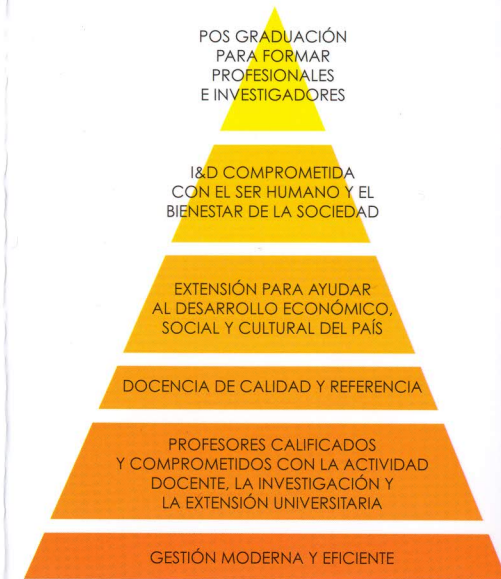 POS GRADUACIÓN
PARA FORMAR
PROFESIONALES
E INVESTIGADORES
I&D COMPROMETIDA
CON EL SER HUMANO Y EL
BIENESTAR DE LA SOCIEDAD
EXTENSIÓN PARA AYUDAR
AL DESARROLLO ECONÓMICO,
SOCIAL Y CULTURAL DEL PAÍS
DOCENCIA DE CALIDAD Y REFERENCIA
PROFESORES CALIFICADOS
Y COMPROMETIDOS CON LA ACTIVIDAD
DOCENTE, LA INVESTIGACIÓN Y
LA EXTENSIÓN UNIVERSITARIA
GESTIÓN MODERNA Y EFICIENTE